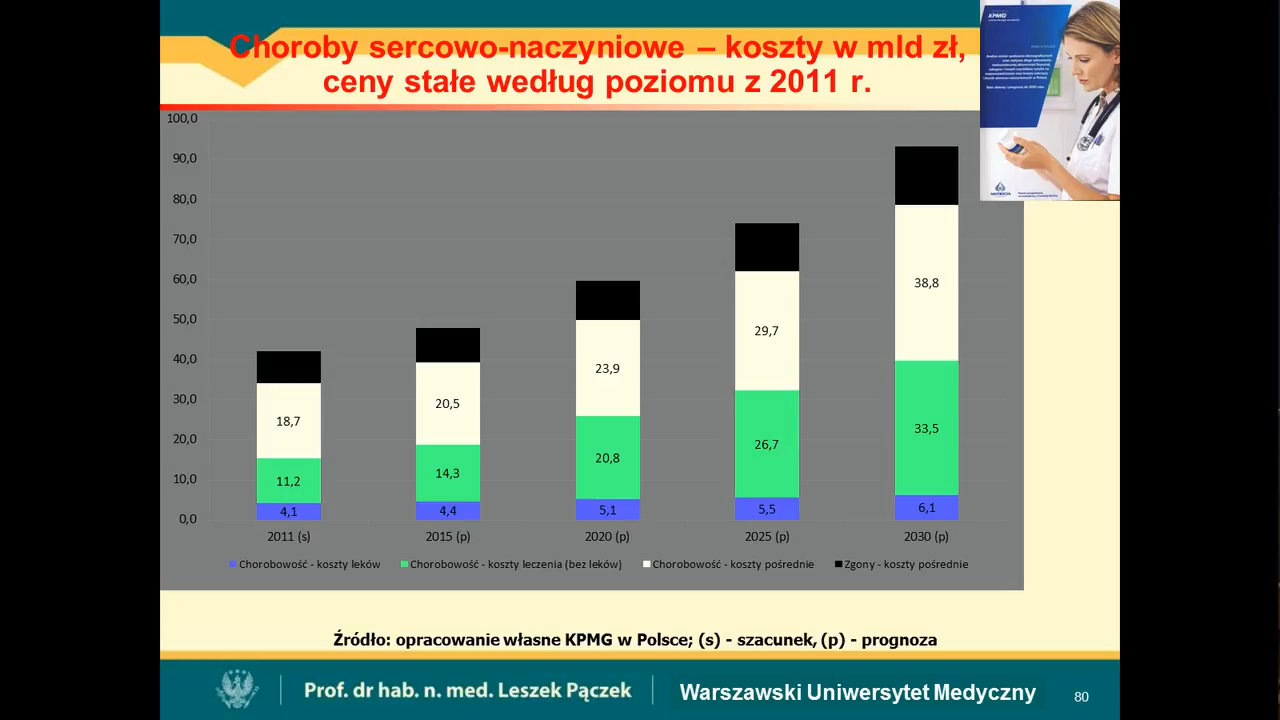 Choroby sercowo-naczyniowe – koszty w mld zł,
ceny stałe według poziomu z 2011 r.
KPMG
100,0
90,0
80,0
70,0
60,0
50,0
40,0
30,0
20,0
10,0
0,0
18,7
11,2
4,1
20,5
14,3
4,4
23,9
20,8
5,1
29,7
26,7
5,5
38,8
33,5
6,1
2011 (s)
2015 (p)
2020 (p)
2025 (p)
2030 (p)
Chorobowość - koszty leków
Chorobowość - koszty leczenia (bez leków)
Chorobowość - koszty pośrednie
Zgony - koszty pośrednie
Źródło: opracowanie własne KPMG w Polsce; (s) - szacunek, (p) - prognoza
Prof. dr hab. n. med. Leszek Pączek
Warszawski Uniwersytet Medyczny
80